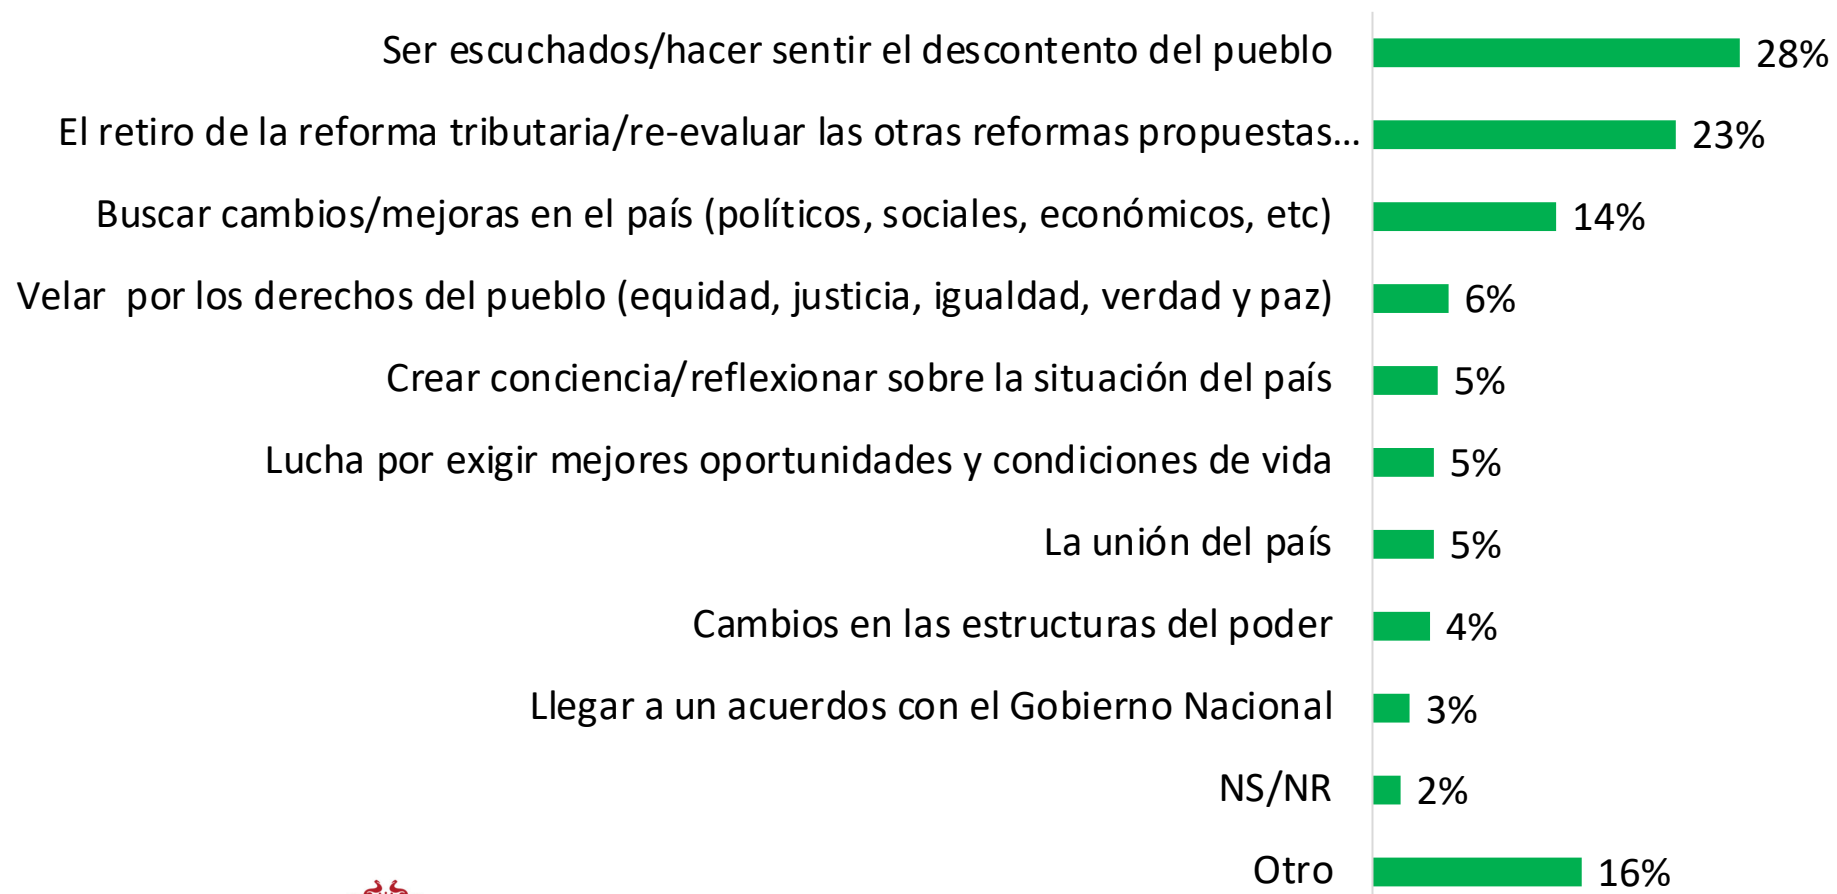 Ser escuchados/hacer sentir el descontento del pueblo 28%
El retiro de la reforma tributaria/re-evaluar las otras reformas propuestas... 23%
Buscar cambios/mejoras en el país (políticos, sociales, económicos, etc) 14%
Velar  por los derechos del pueblo (equidad, justicia, igualdad, verdad y paz) 6%
Crear conciencia/reflexionar sobre la situación del país 5%
Lucha por exigir mejores oportunidades y condiciones de vida 5%
La unión del país 5%
Cambios en las estructuras del poder 4%
Llegar a un acuerdos con el Gobierno Nacional 3%
NS/NR 2%
Otro 16%